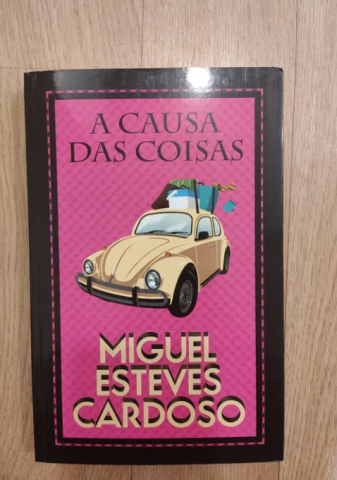 A CAUSA
DAS COISAS
MIGUEL
ESTEVES
CARDOSO